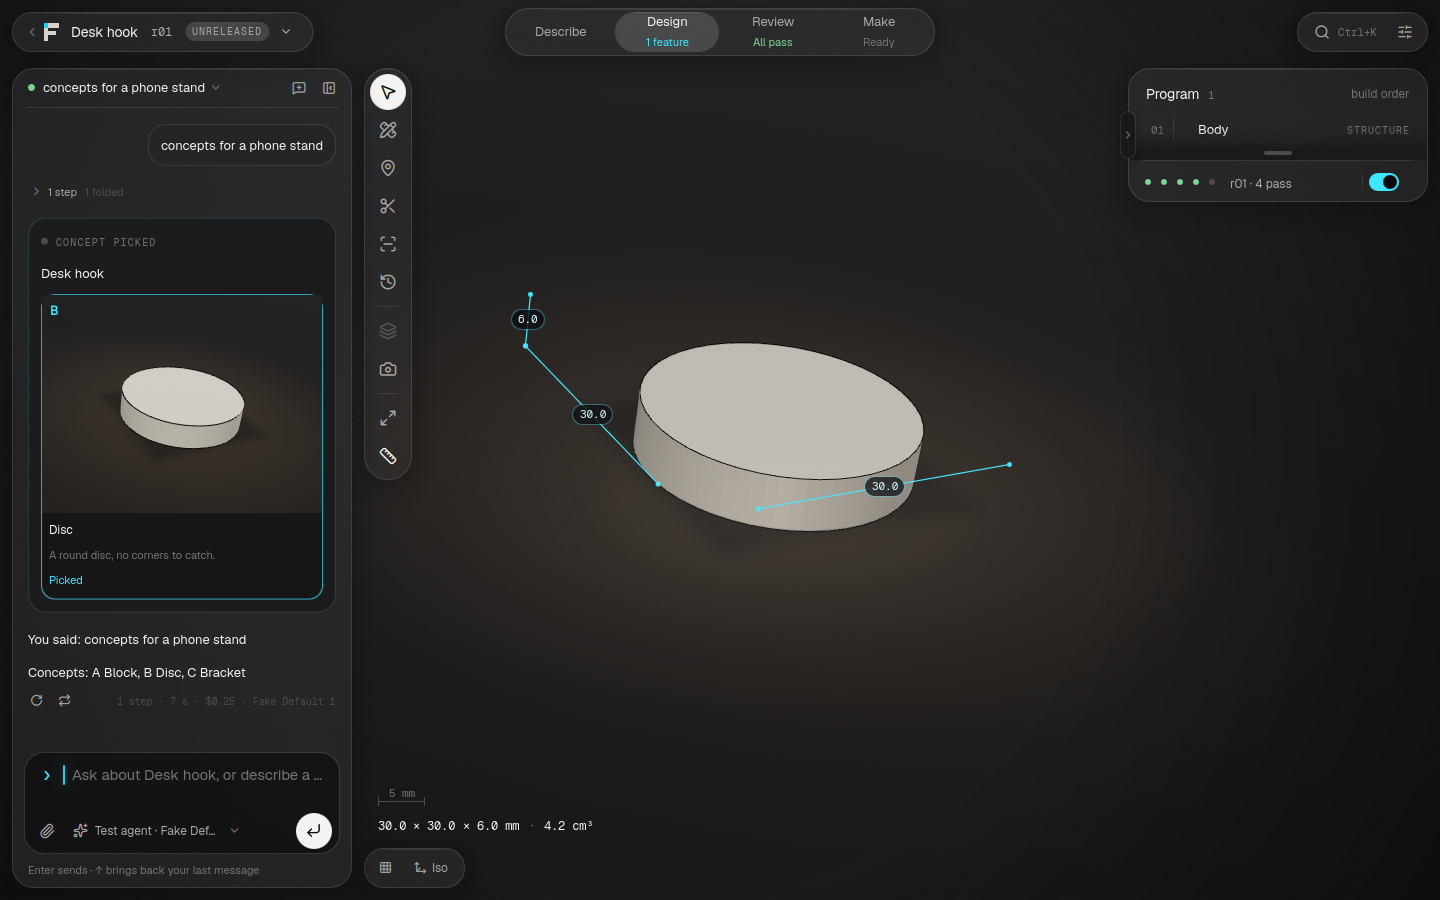 Desk hook r01 UNRELEASED
Describe
Design
1 feature
Review
All pass
Make
Ready
Ctrl+K
concepts for a phone stand
concepts for a phone stand
1 step 1 folded
CONCEPT PICKED
Desk hook
B
Disc
A round disc, no corners to catch.
Picked
You said: concepts for a phone stand
Concepts: A Block, B Disc, C Bracket
1 step · 7 s · $0.25 · Fake Default 1
Ask about Desk hook, or describe a ...
Test agent · Fake Def...
Enter sends · ↑ brings back your last message
6.0
30.0
30.0
5 mm
30.0 × 30.0 × 6.0 mm · 4.2 cm³
Iso
Program 1 build order
01 Body STRUCTURE
r01 · 4 pass